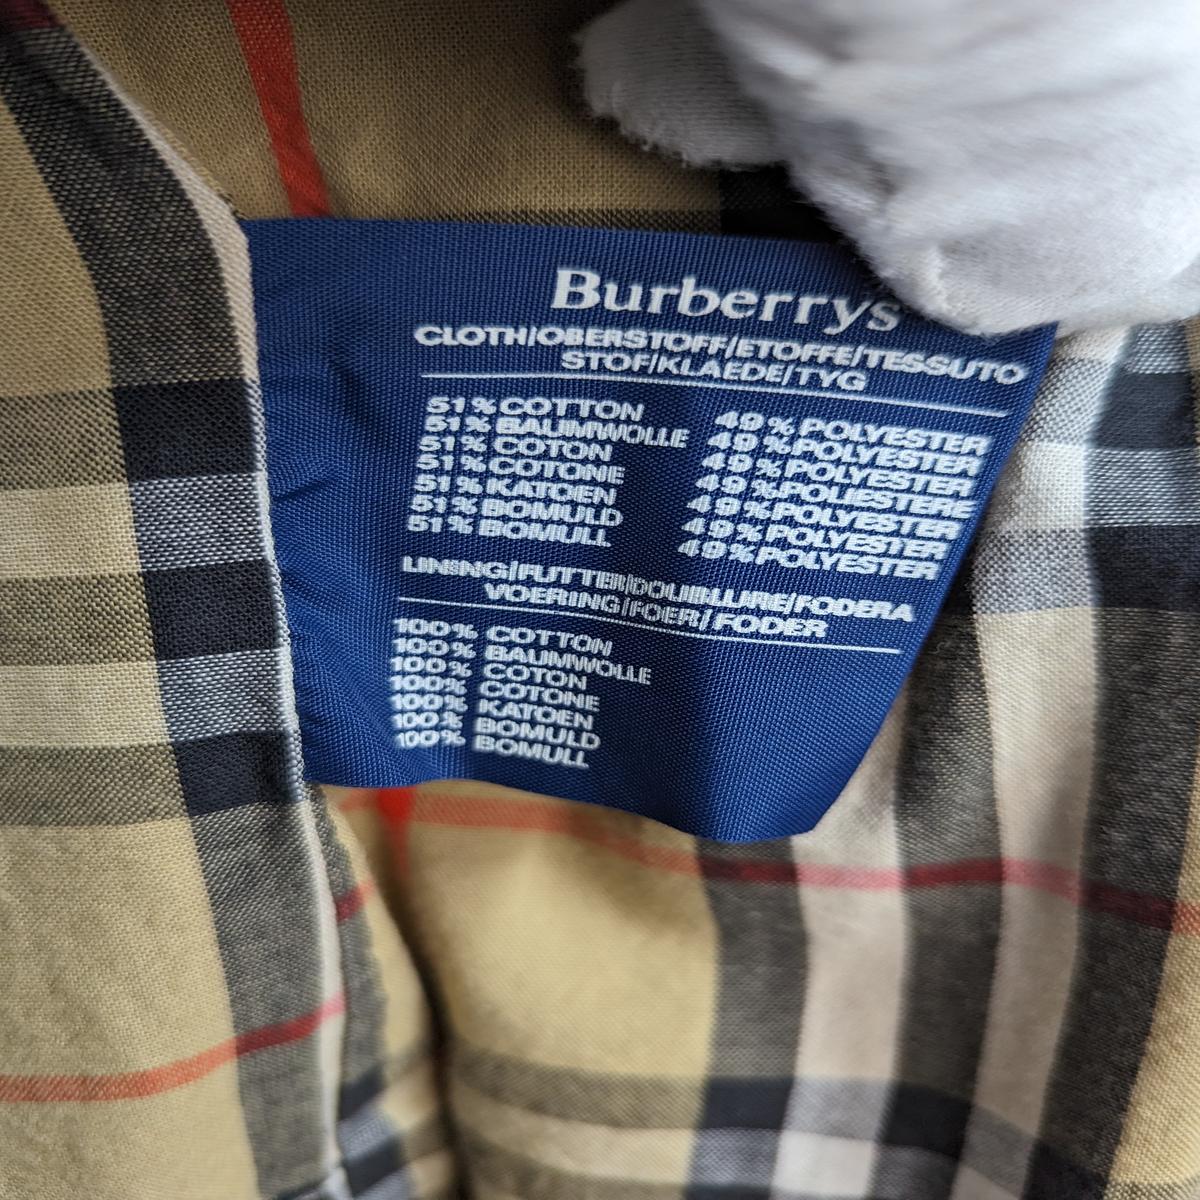 Burberrys
CLOTH/OBERSTOFF/ETOFFE/TESSUTO
STOF/KLAEDE/TYG
51% COTTON 49% POLYESTER
51% BAUMWOLLE 49% POLYESTER
51% COTON 49% POLYESTER
51% COTONE 49% POLIESTERE
51% KATOEN 49% POLYESTER
51% BOMULD 49% POLYESTER
51% BOMULL 49% POLYESTER
LINING/FUTTER/DOUBLURE/FODERA
VOERING/FOER/FODER
100% COTTON
100% BAUMWOLLE
100% COTON
100% COTONE
100% KATOEN
100% BOMULD
100% BOMULL